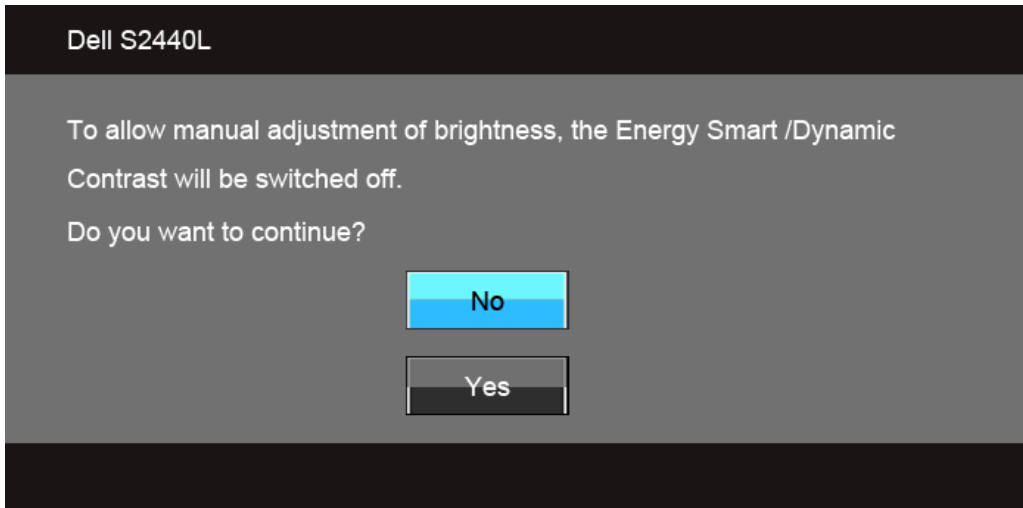 Dell S2440L
To allow manual adjustment of brightness, the Energy Smart /Dynamic
Contrast will be switched off.
Do you want to continue?
No
Yes